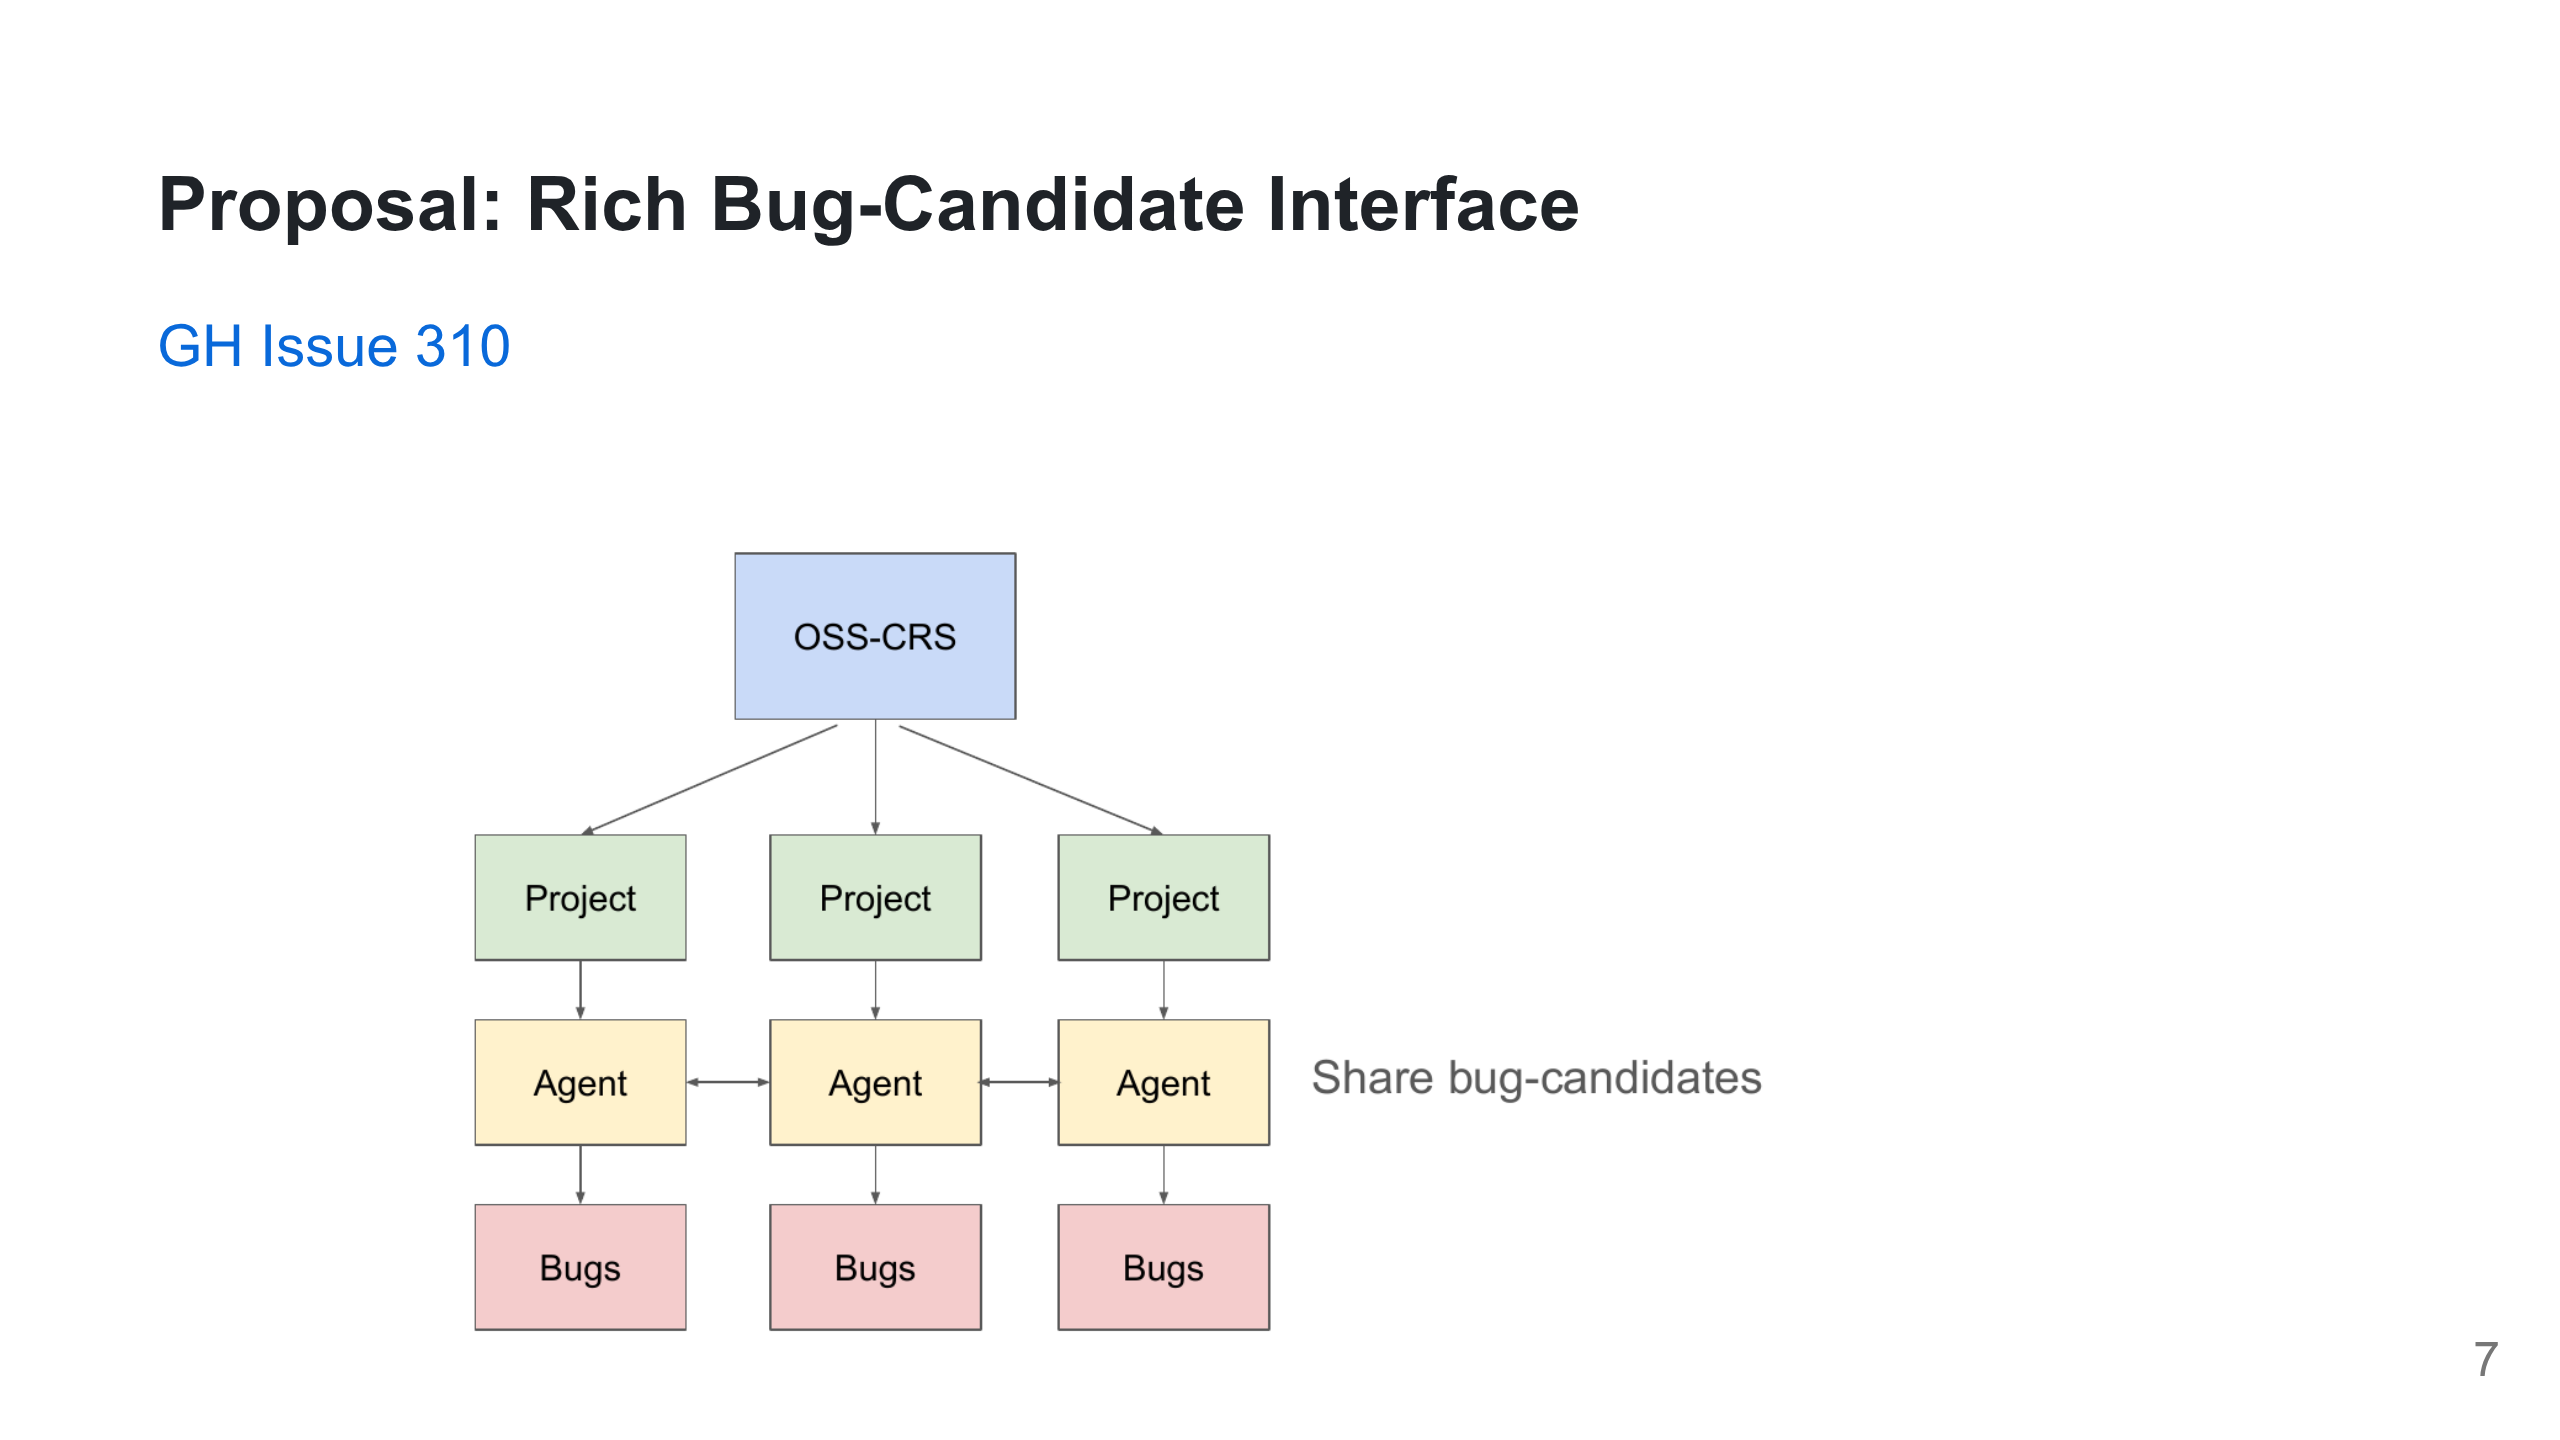 Proposal: Rich Bug-Candidate Interface
GH Issue 310
OSS-CRS
Project
Project
Project
Agent
Agent
Agent
Share bug-candidates
Bugs
Bugs
Bugs
7